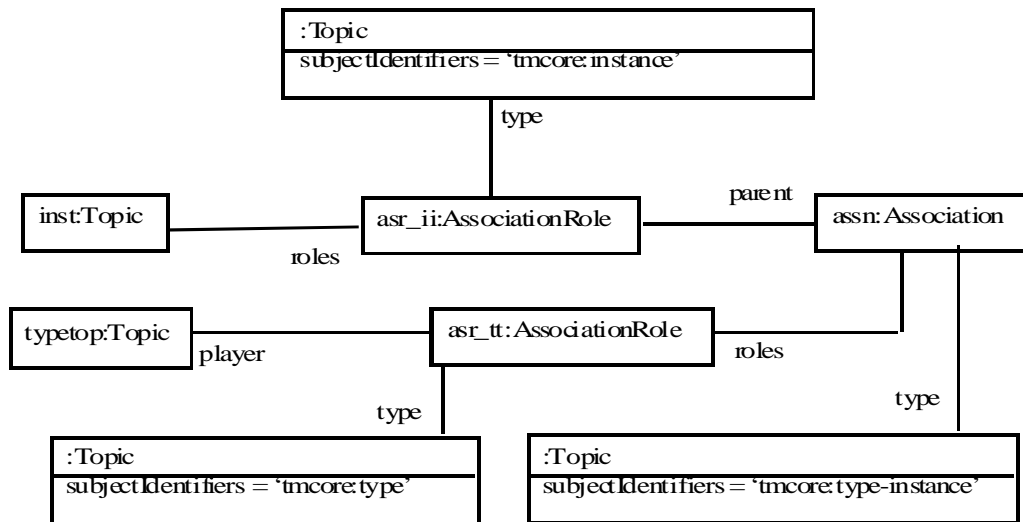 :Topic
subjectIdentifiers = ‘tmcore:instance’
type
parent
inst:Topic
asr_ii:AssociationRole
assn:Association
roles
typetop:Topic
asr_tt:AssociationRole
player
roles
type
type
:Topic
subjectIdentifiers = ‘tmcore:type’
:Topic
subjectIdentifiers = ‘tmcore:type-instance’